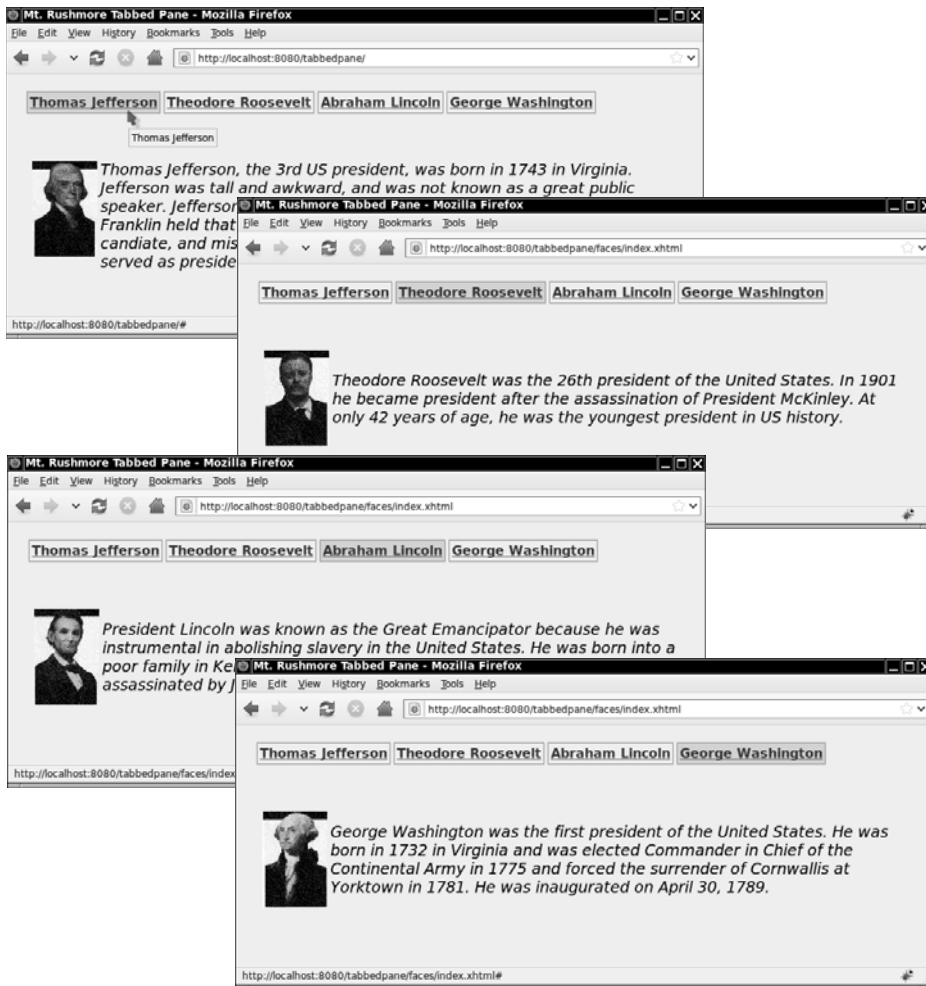 Mt. Rushmore Tabbed Pane - Mozilla Firefox
File Edit View History Bookmarks Tools Help
http://localhost:8080/tabbedpane/
Thomas Jefferson Theodore Roosevelt Abraham Lincoln George Washington
Thomas Jefferson
Thomas Jefferson, the 3rd US president, was born in 1743 in Virginia.
Jefferson was tall and awkward, and was not known as a great public
speaker. Jefferson
Franklin held that
candiate, and mis
served as preside
http://localhost:8080/tabbedpane/#
Mt. Rushmore Tabbed Pane - Mozilla Firefox
File Edit View History Bookmarks Tools Help
http://localhost:8080/tabbedpane/faces/index.xhtml
Thomas Jefferson Theodore Roosevelt Abraham Lincoln George Washington
Theodore Roosevelt was the 26th president of the United States. In 1901
he became president after the assassination of President McKinley. At
only 42 years of age, he was the youngest president in US history.
Mt. Rushmore Tabbed Pane - Mozilla Firefox
File Edit View History Bookmarks Tools Help
http://localhost:8080/tabbedpane/faces/index.xhtml
Thomas Jefferson Theodore Roosevelt Abraham Lincoln George Washington
President Lincoln was known as the Great Emancipator because he was
instrumental in abolishing slavery in the United States. He was born into a
poor family in Ke
assassinated by J
http://localhost:8080/tabbedpane/faces/index
Mt. Rushmore Tabbed Pane - Mozilla Firefox
File Edit View History Bookmarks Tools Help
http://localhost:8080/tabbedpane/faces/index.xhtml
Thomas Jefferson Theodore Roosevelt Abraham Lincoln George Washington
George Washington was the first president of the United States. He was
born in 1732 in Virginia and was elected Commander in Chief of the
Continental Army in 1775 and forced the surrender of Cornwallis at
Yorktown in 1781. He was inaugurated on April 30, 1789.
http://localhost:8080/tabbedpane/faces/index.xhtml#